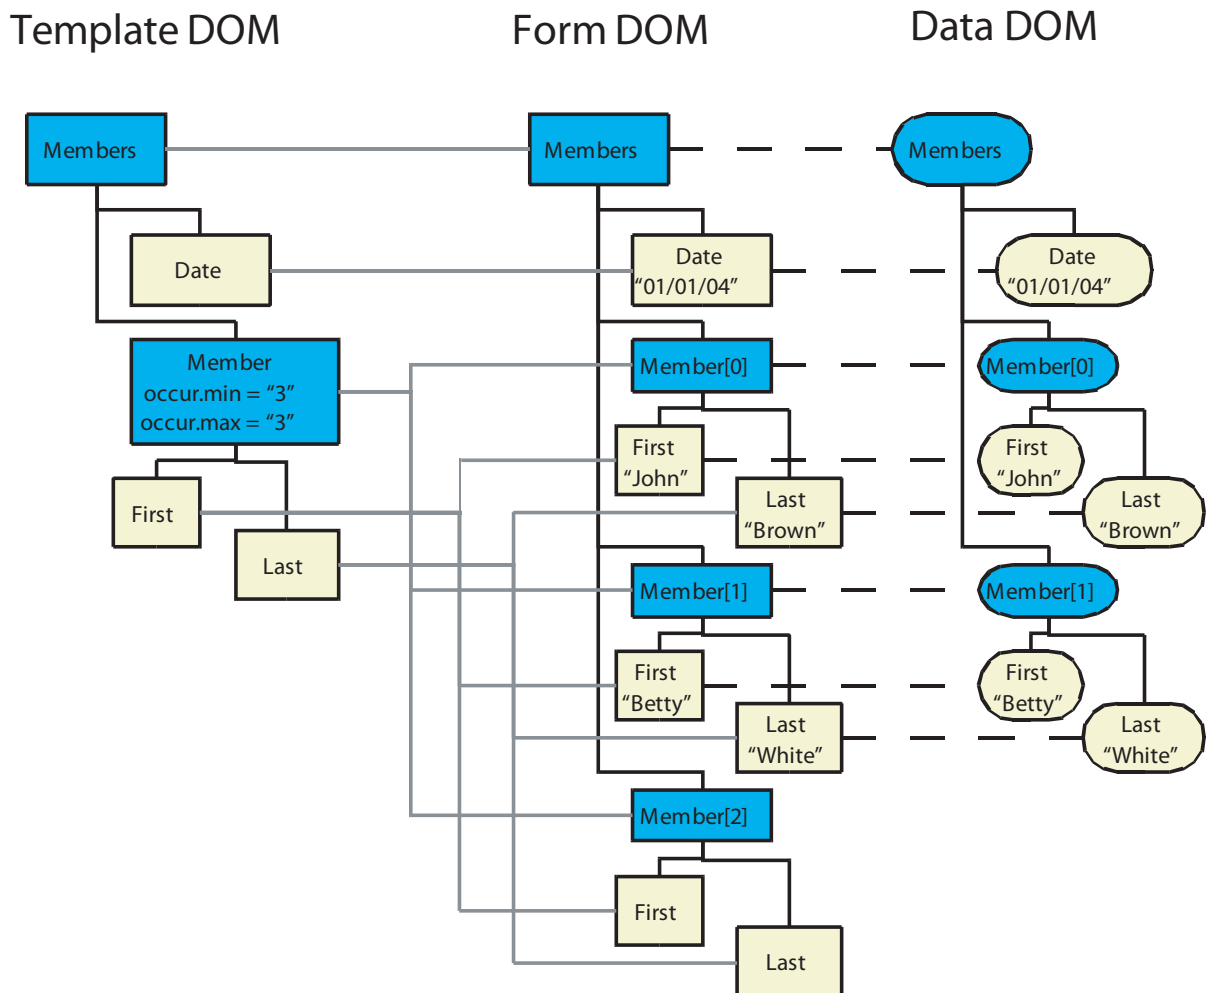 Template DOM
Form DOM
Data DOM
Members
Members
Members
Date
Date
“01/01/04”
Date
“01/01/04”
Member
occur.min = “3”
occur.max = “3”
Member[0]
Member[0]
First
First
“John”
First
“John”
Last
Last
“Brown”
Last
“Brown”
Member[1]
Member[1]
First
“Betty”
First
“Betty”
Last
“White”
Last
“White”
Member[2]
First
Last